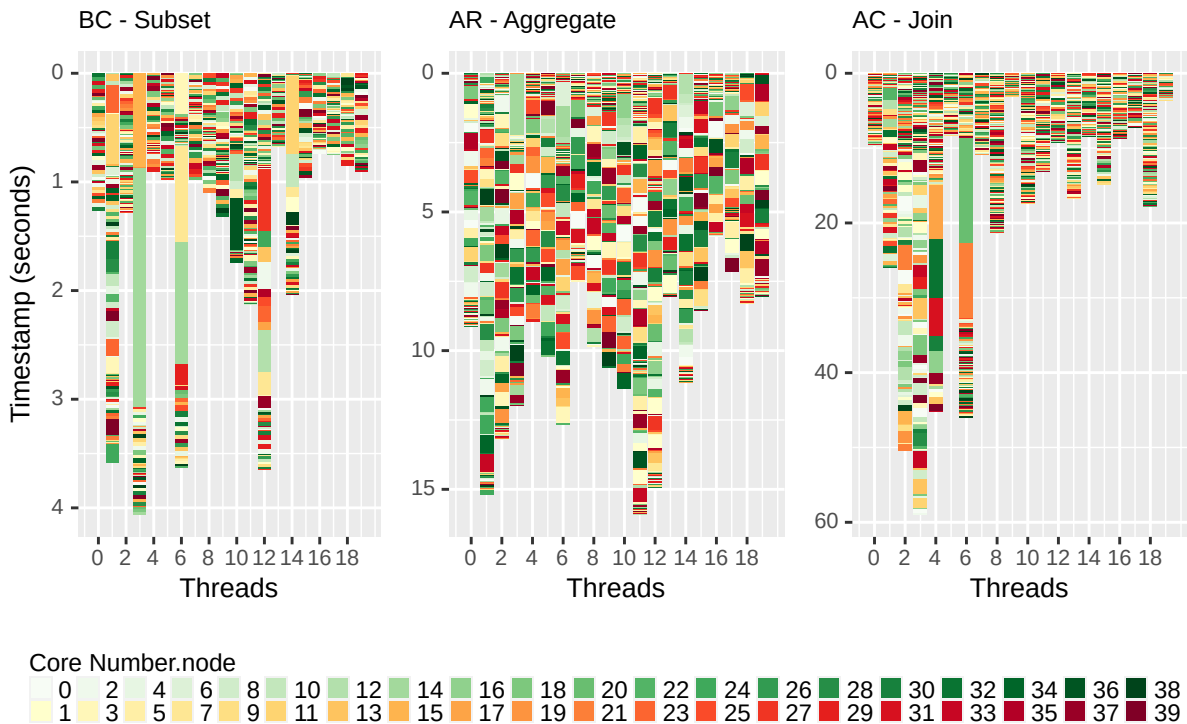 BC - Subset
AR - Aggregate
AC - Join
Timestamp (seconds)
0
1
2
3
4
0
5
10
15
0
20
40
60
0 2 4 6 8 10 12 14 16 18
0 2 4 6 8 10 12 14 16 18
0 2 4 6 8 10 12 14 16 18
Threads
Threads
Threads
Core Number.node
0 2 4 6 8 10 12 14 16 18 20 22 24 26 28 30 32 34 36 38
1 3 5 7 9 11 13 15 17 19 21 23 25 27 29 31 33 35 37 39